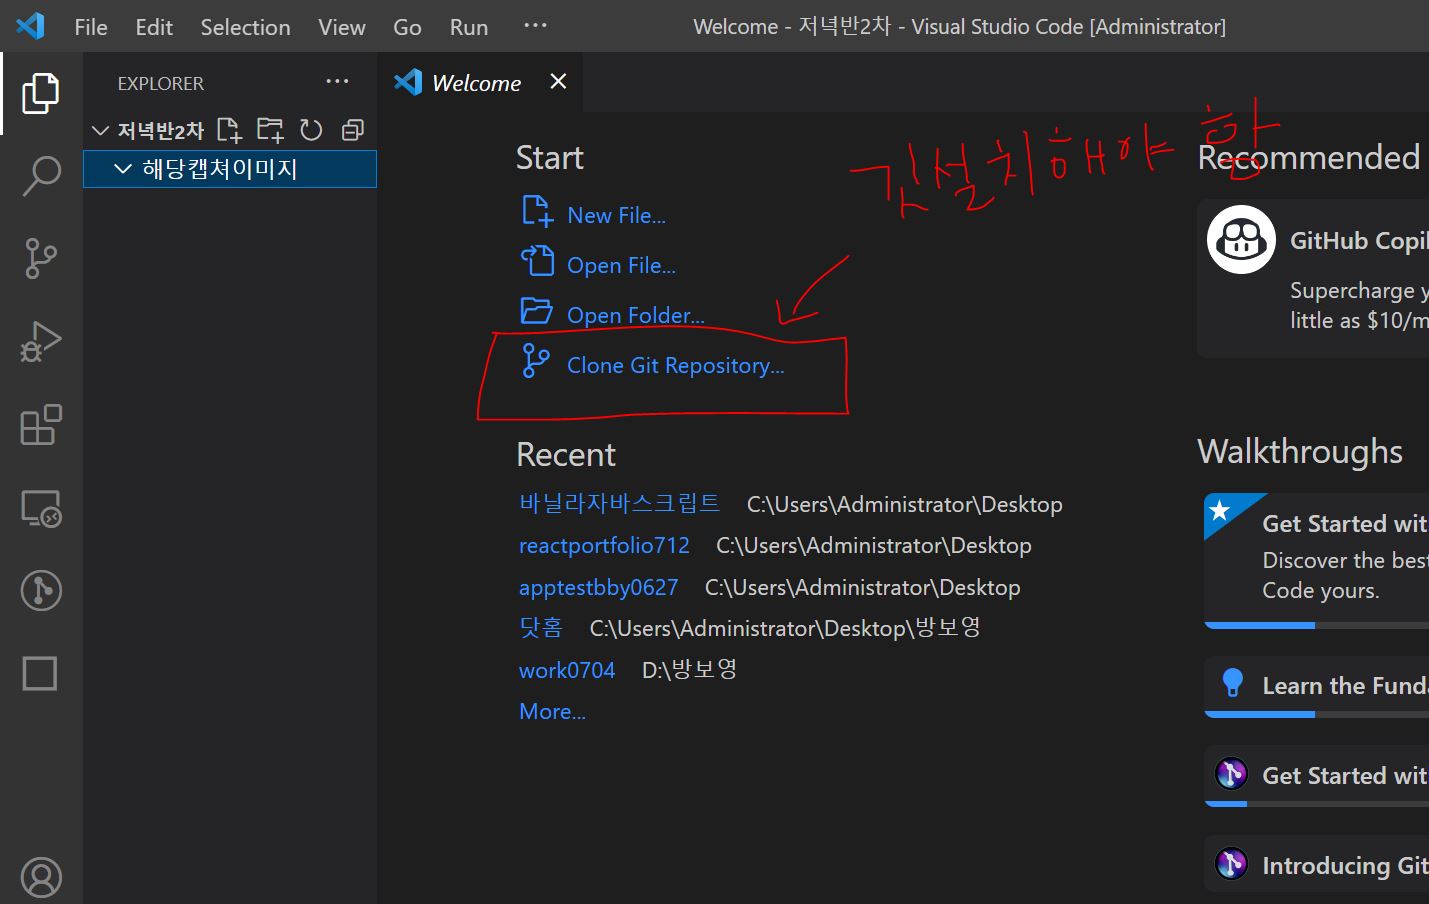 File Edit Selection View Go Run ...
Welcome - 저녁반2차 - Visual Studio Code [Administrator]
EXPLORER ...
저녁반2차
해당캡쳐이미지
Welcome
Start
New File...
Open File...
Open Folder...
Clone Git Repository...
깃설치해야 함
Recent
바닐라자바스크립트 C:\Users\Administrator\Desktop
reactportfolio712 C:\Users\Administrator\Desktop
apptestbby0627 C:\Users\Administrator\Desktop
닷홈 C:\Users\Administrator\Desktop\방보영
work0704 D:\방보영
More...
Recommended
GitHub Copil
Supercharge y
little as $10/m
Walkthroughs
Get Started wit
Discover the best
Code yours.
Learn the Funda
Get Started wit
Introducing Git